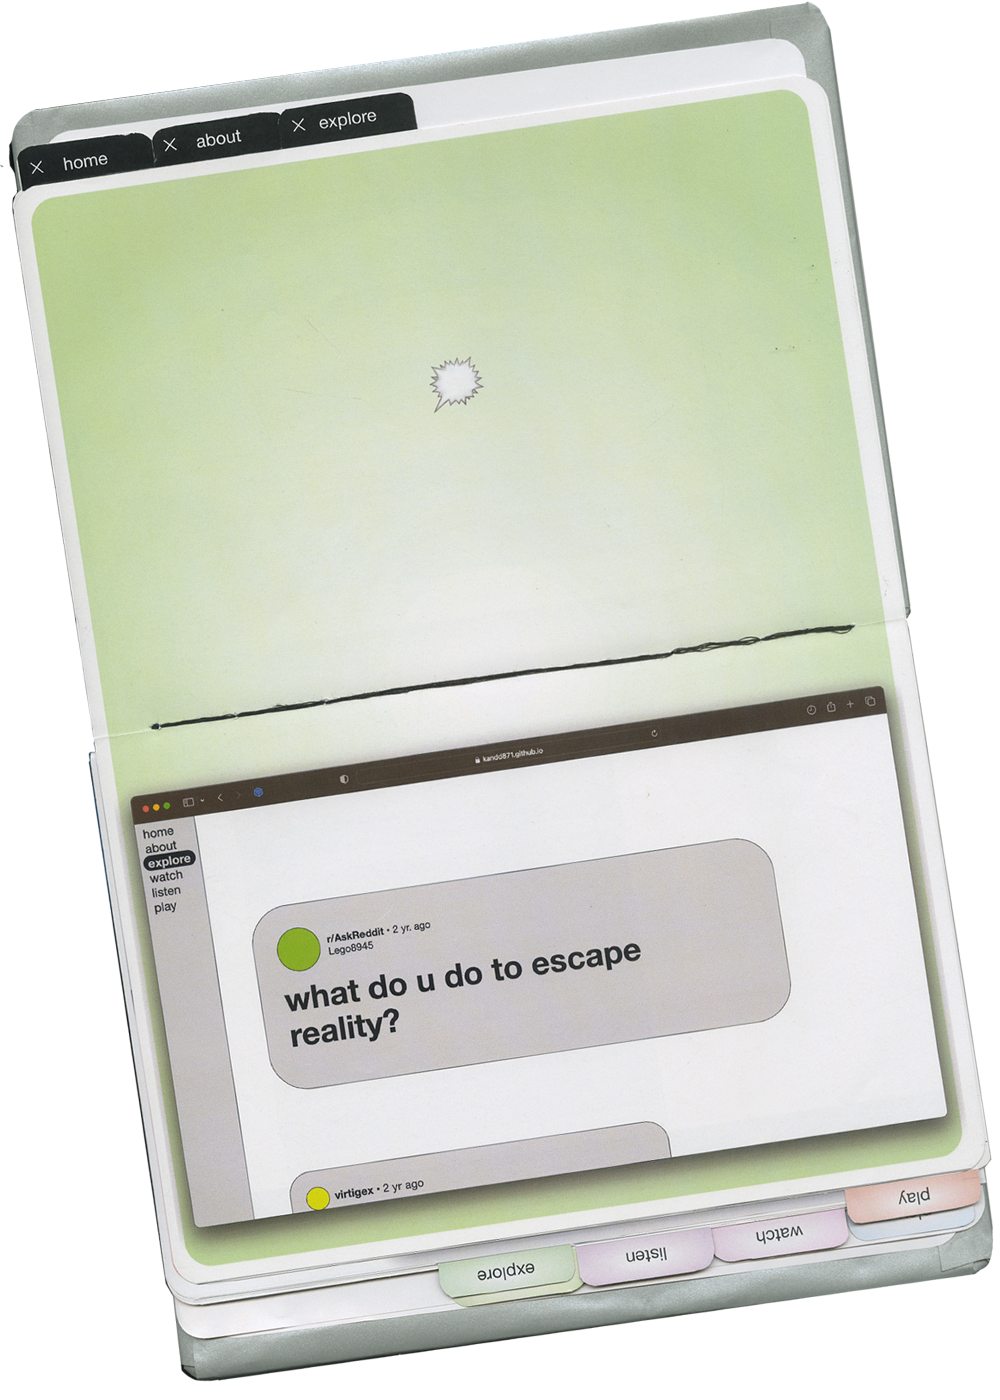 home
about
explore
kandd871.github.io
home
about
explore
watch
listen
play
r/AskReddit • 2 yr. ago
Lego8945
what do u do to escape
reality?
virtigex • 2 yr ago
play
watch
listen
explore